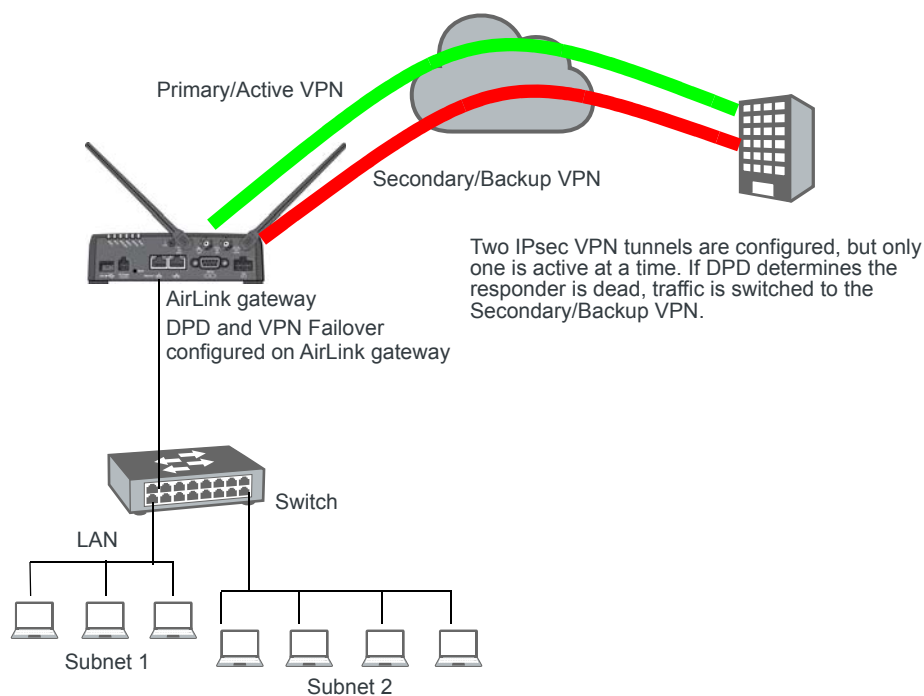 Primary/Active VPN
Secondary/Backup VPN
Two IPsec VPN tunnels are configured, but only
one is active at a time. If DPD determines the
responder is dead, traffic is switched to the
Secondary/Backup VPN.
AirLink gateway
DPD and VPN Failover
configured on AirLink gateway
Switch
LAN
Subnet 1
Subnet 2